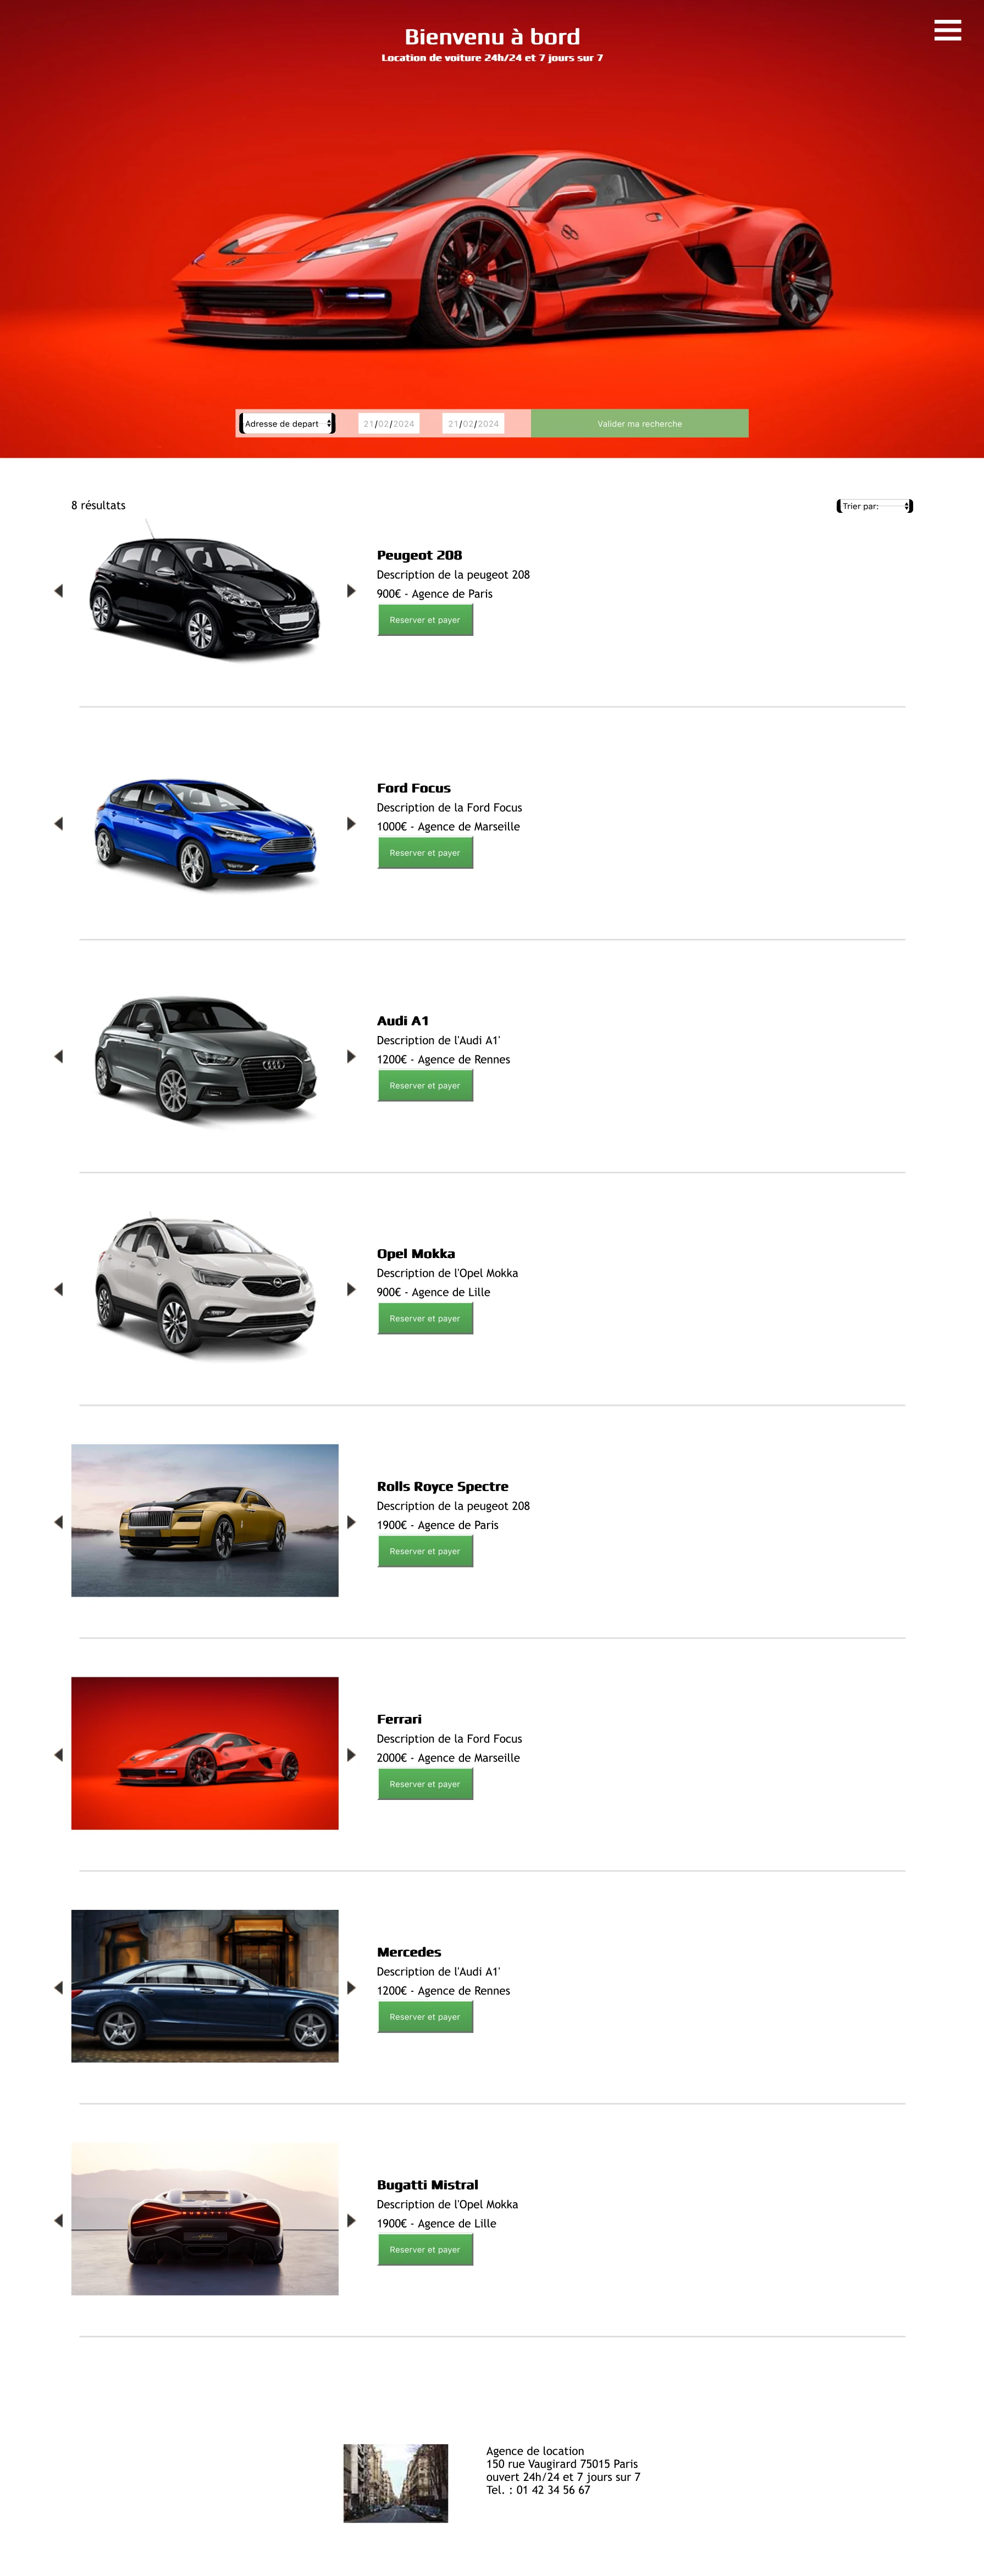 Bienvenu à bord
Location de voiture 24h/24 et 7 jours sur 7
Adresse de depart
21/02/2024
21/02/2024
Valider ma recherche
8 résultats
Trier par:
Peugeot 208
Description de la peugeot 208
900€ - Agence de Paris
Reserver et payer
Ford Focus
Description de la Ford Focus
1000€ - Agence de Marseille
Reserver et payer
Audi A1
Description de l'Audi A1'
1200€ - Agence de Rennes
Reserver et payer
Opel Mokka
Description de l'Opel Mokka
900€ - Agence de Lille
Reserver et payer
Rolls Royce Spectre
Description de la peugeot 208
1900€ - Agence de Paris
Reserver et payer
Ferrari
Description de la Ford Focus
2000€ - Agence de Marseille
Reserver et payer
Mercedes
Description de l'Audi A1'
1200€ - Agence de Rennes
Reserver et payer
BUGATTI
Bugatti Mistral
Description de l'Opel Mokka
1900€ - Agence de Lille
Reserver et payer
Agence de location
150 rue Vaugirard 75015 Paris
ouvert 24h/24 et 7 jours sur 7
Tel. : 01 42 34 56 67